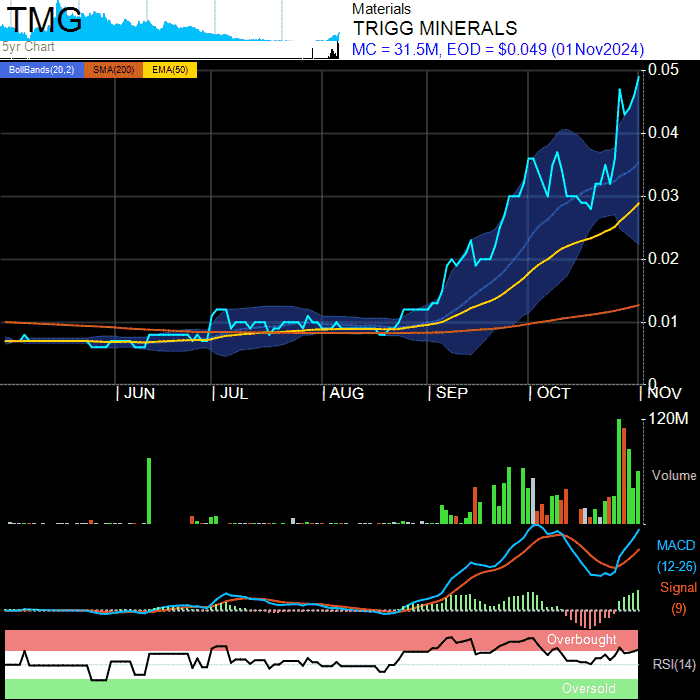 TMG
5yr Chart
Materials
TRIGG MINERALS
MC = 31.5M, EOD = $0.049 (01Nov2024)
BollBands(20,2) SMA(200) EMA(50)
0.05
0.04
0.03
0.02
0.01
0
JUN JUL AUG SEP OCT NOV
120M
Volume
MACD
(12-26)
Signal
(9)
Overbought
RSI(14)
Oversold